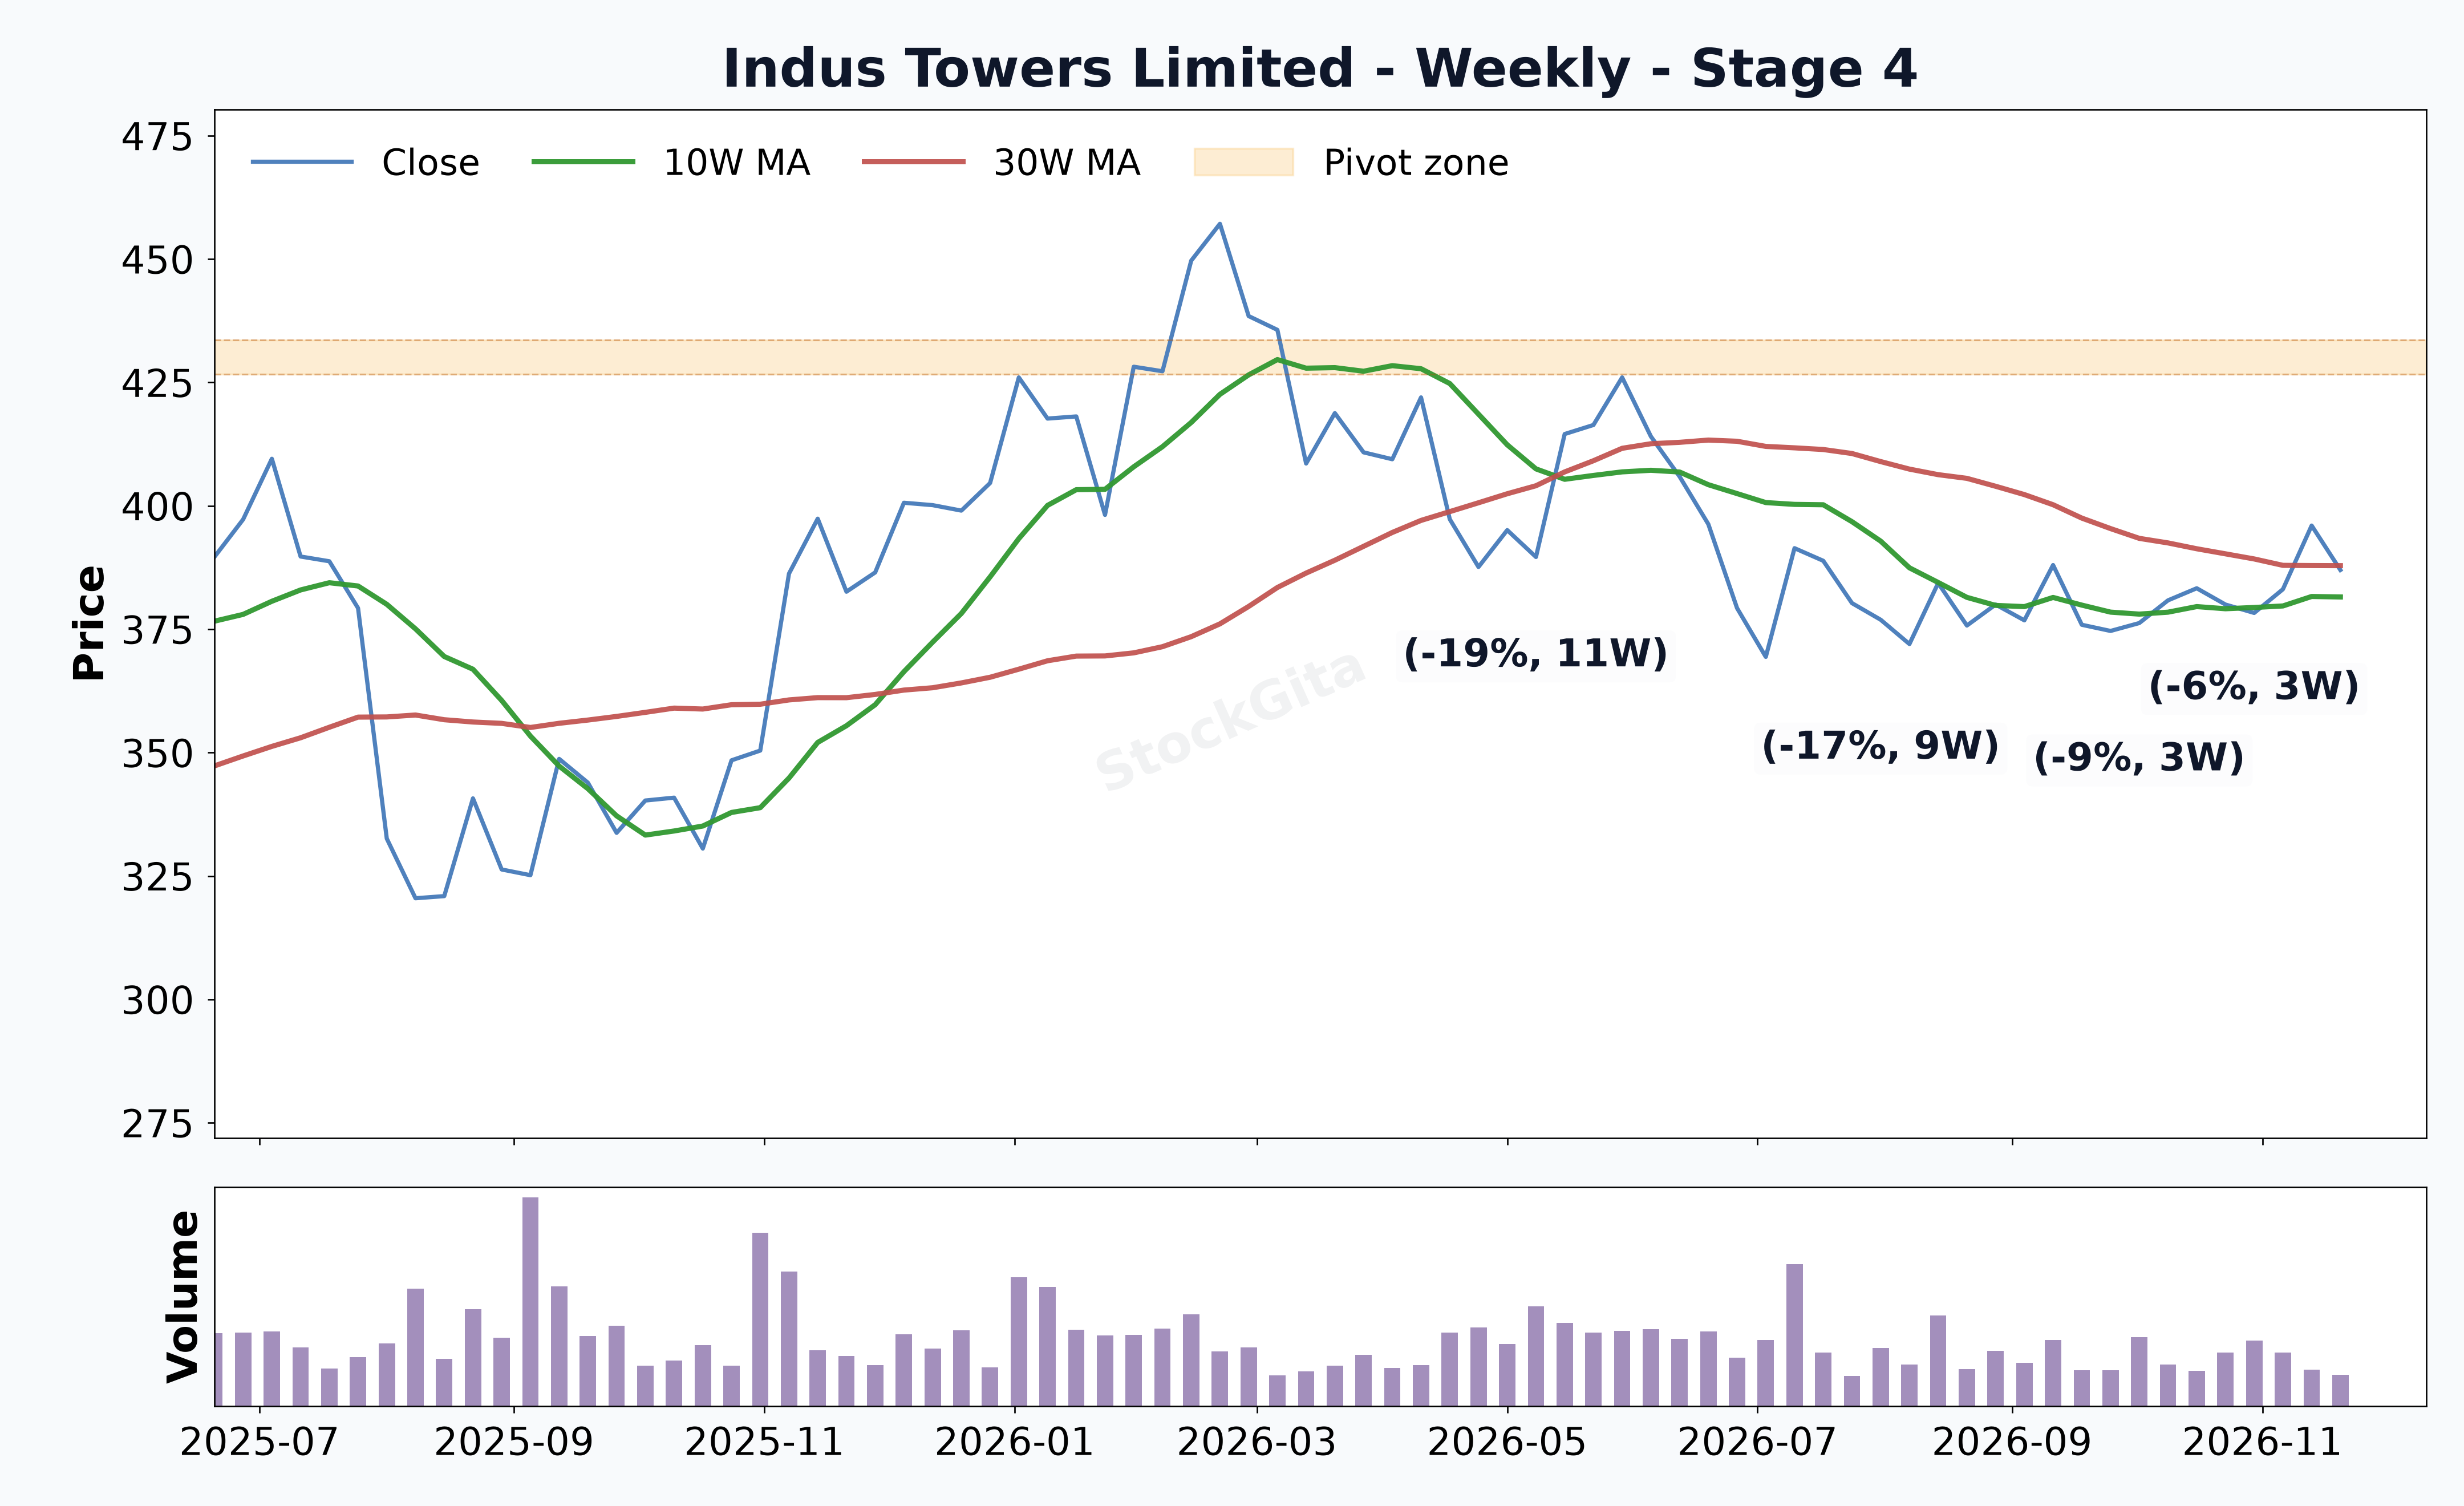 Indus Towers Limited - Weekly - Stage 4
Close
10W MA
30W MA
Pivot zone
Price
475
450
425
400
375
350
325
300
275
StockGita
(-19%, 11W)
(-6%, 3W)
(-17%, 9W)
(-9%, 3W)
Volume
2025-07
2025-09
2025-11
2026-01
2026-03
2026-05
2026-07
2026-09
2026-11